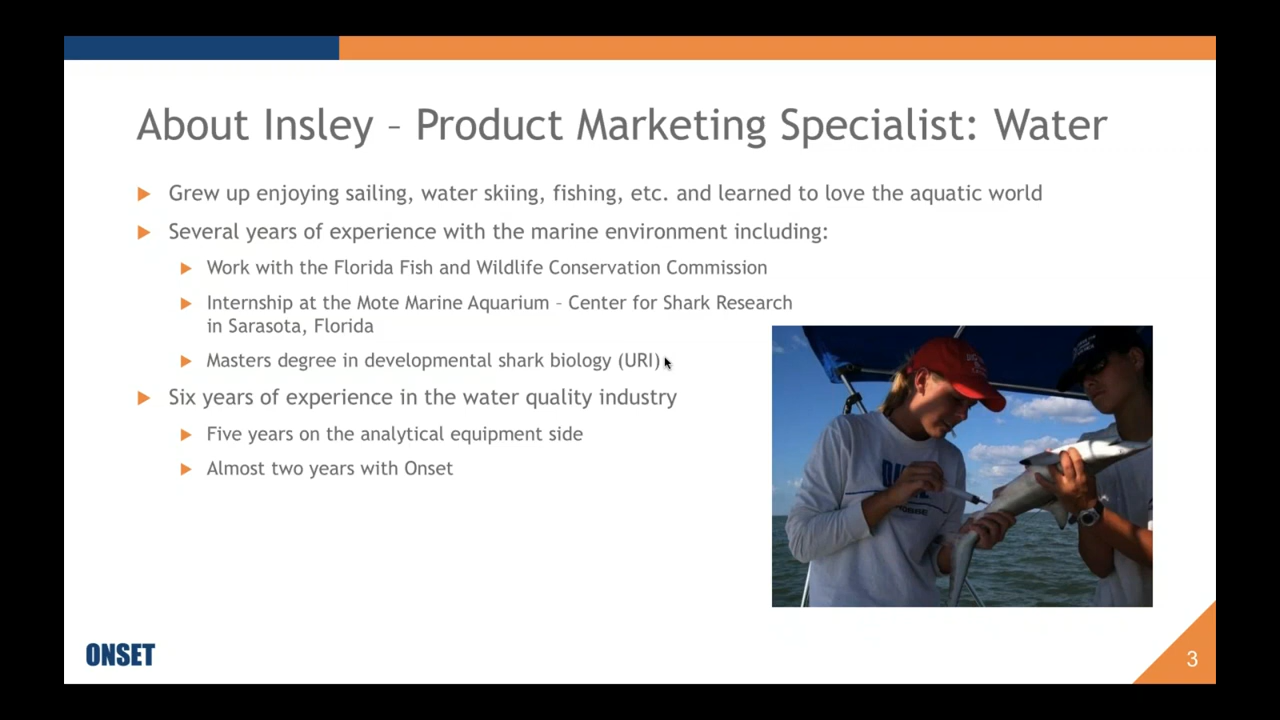 About Insley – Product Marketing Specialist: Water
Grew up enjoying sailing, water skiing, fishing, etc. and learned to love the aquatic world
Several years of experience with the marine environment including:
Work with the Florida Fish and Wildlife Conservation Commission
Internship at the Mote Marine Aquarium – Center for Shark Research
in Sarasota, Florida
Masters degree in developmental shark biology (URI)
Six years of experience in the water quality industry
Five years on the analytical equipment side
Almost two years with Onset
ONSET
3